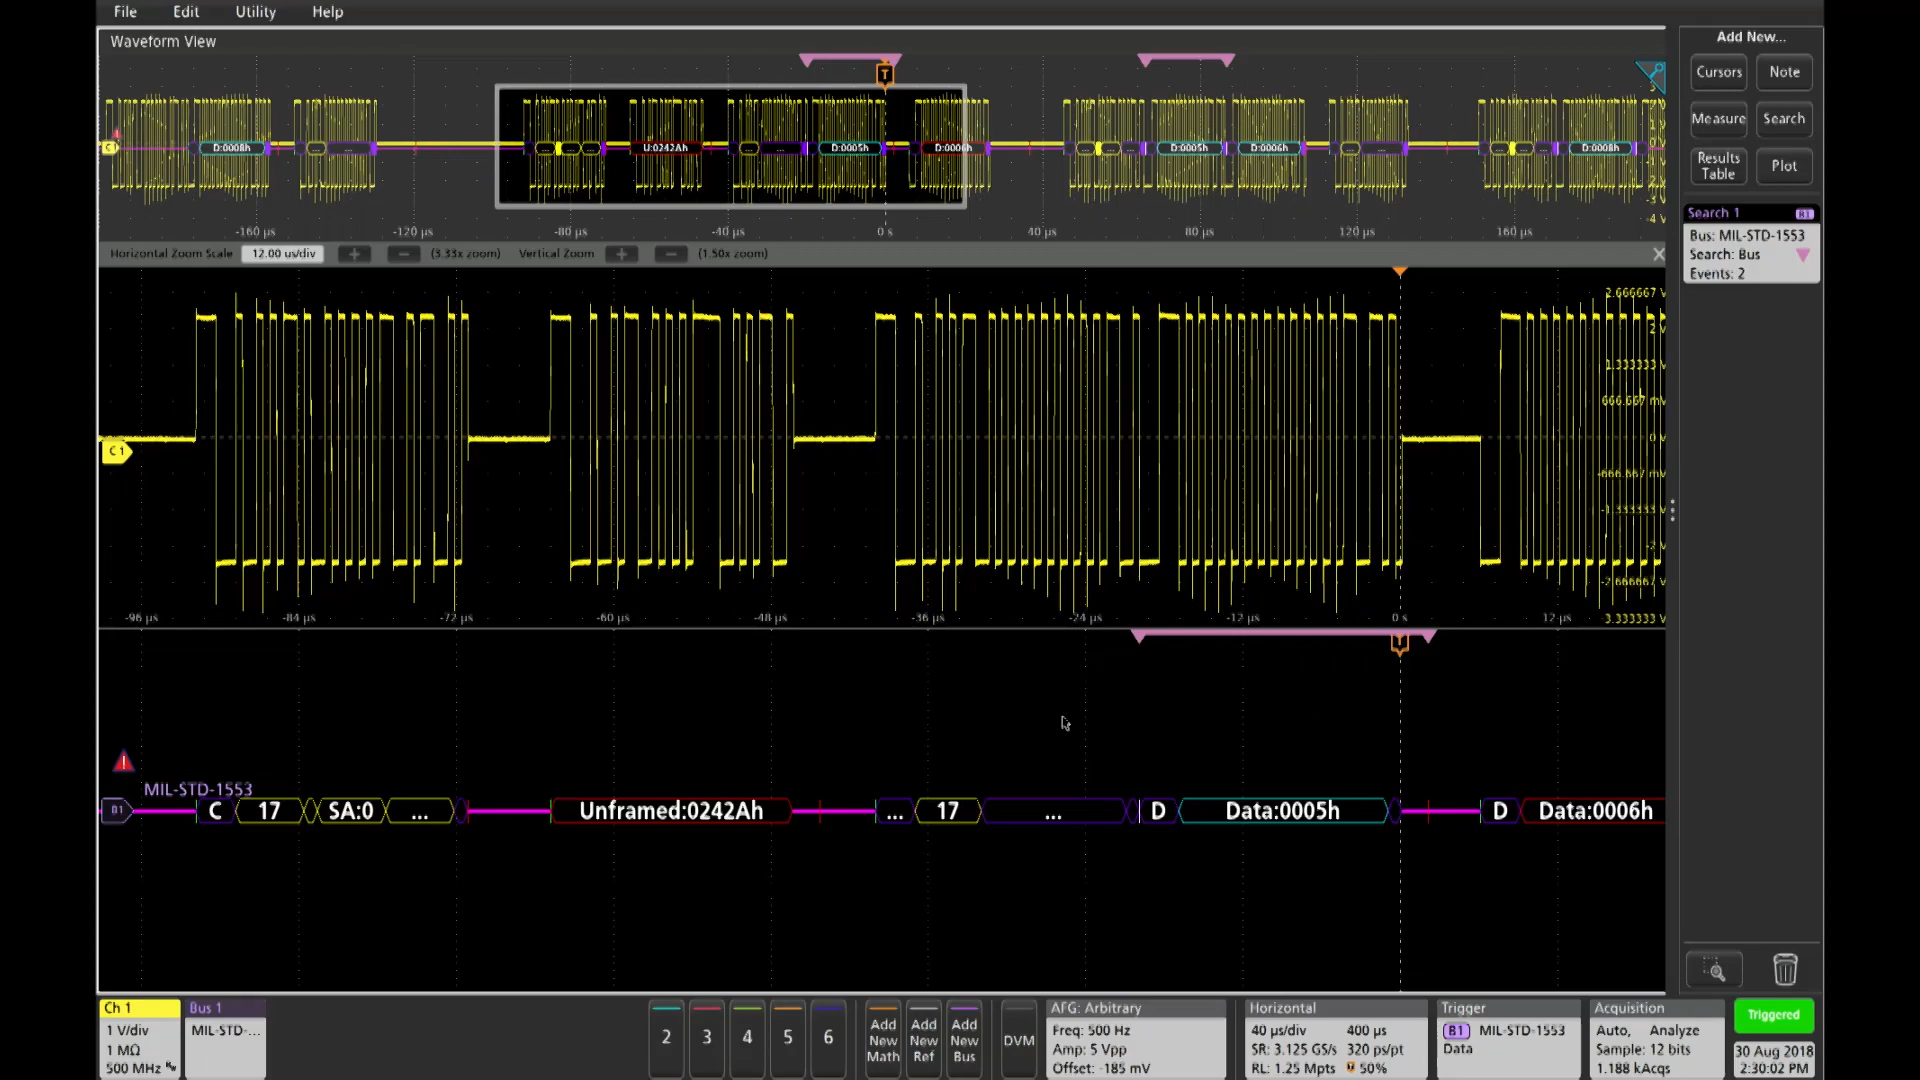 File Edit Utility Help
Waveform View
Add New...
Cursors Note
Measure Search
Results Table Plot
T
C1
D:0008h ... ... ... ... ... U:0242Ah ... ... D:0005h D:0006h ... ... ... D:0005h D:0006h ... ... ... ... ... D:0008h
1 V
0 V
-3 V
-4 V
-160 µs -120 µs -80 µs -40 µs 0 s 40 µs 80 µs 120 µs 160 µs
Horizontal Zoom Scale 12.00 us/div + − (3.33x zoom) Vertical Zoom + − (1.50x zoom)
Search 1 B1
Bus: MIL-STD-1553
Search: Bus
Events: 2
2.666667 V
2 V
1.333333 V
666.667 mV
0 V
C 1
-666.667 mV
-1.333333 V
-2 V
-2.666667 V
-96 µs -84 µs -72 µs -60 µs -48 µs -36 µs -24 µs -12 µs 0 s 12 µs 3.333333 V
T
!
MIL-STD-1553
B1 C 17 SA:0 ... Unframed:0242Ah ... 17 ... D Data:0005h D Data:0006h
Ch 1
1 V/div
1 MΩ
500 MHz
Bus 1
MIL-STD-...
2 3 4 5 6
Add New Math
Add New Ref
Add New Bus
DVM
AFG: Arbitrary
Freq: 500 Hz
Amp: 5 Vpp
Offset: -185 mV
Horizontal
40 µs/div 400 µs
SR: 3.125 GS/s 320 ps/pt
RL: 1.25 Mpts 50%
Trigger
B1 MIL-STD-1553
Data
Acquisition
Auto, Analyze
Sample: 12 bits
1.188 kAcqs
Triggered
30 Aug 2018
2:30:02 PM